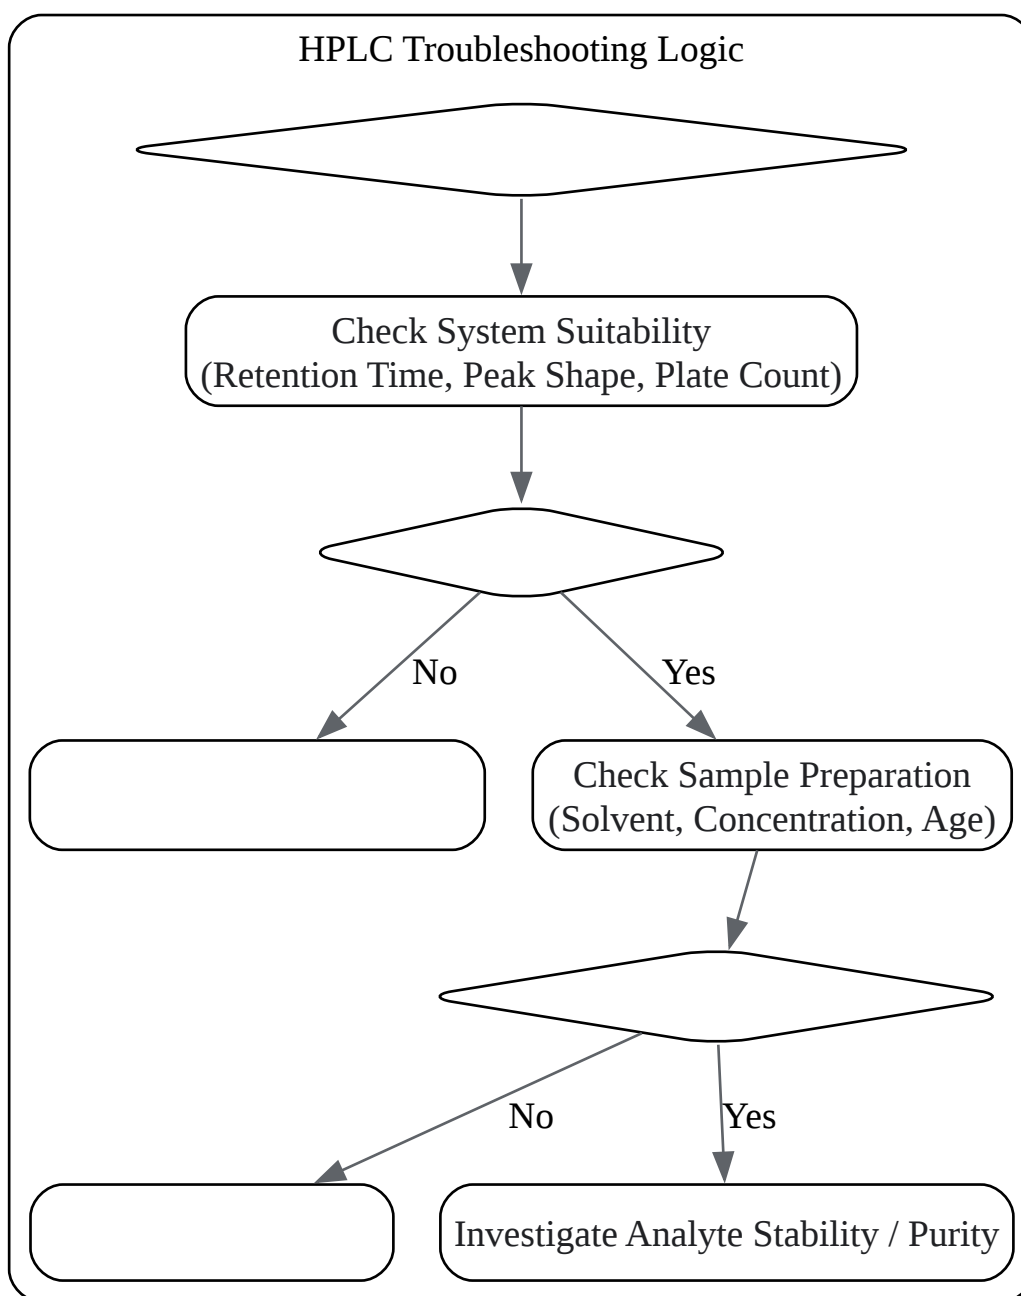 HPLC Troubleshooting Logic
Check System Suitability
(Retention Time, Peak Shape, Plate Count)
No
Yes
Check Sample Preparation
(Solvent, Concentration, Age)
No
Yes
Investigate Analyte Stability / Purity